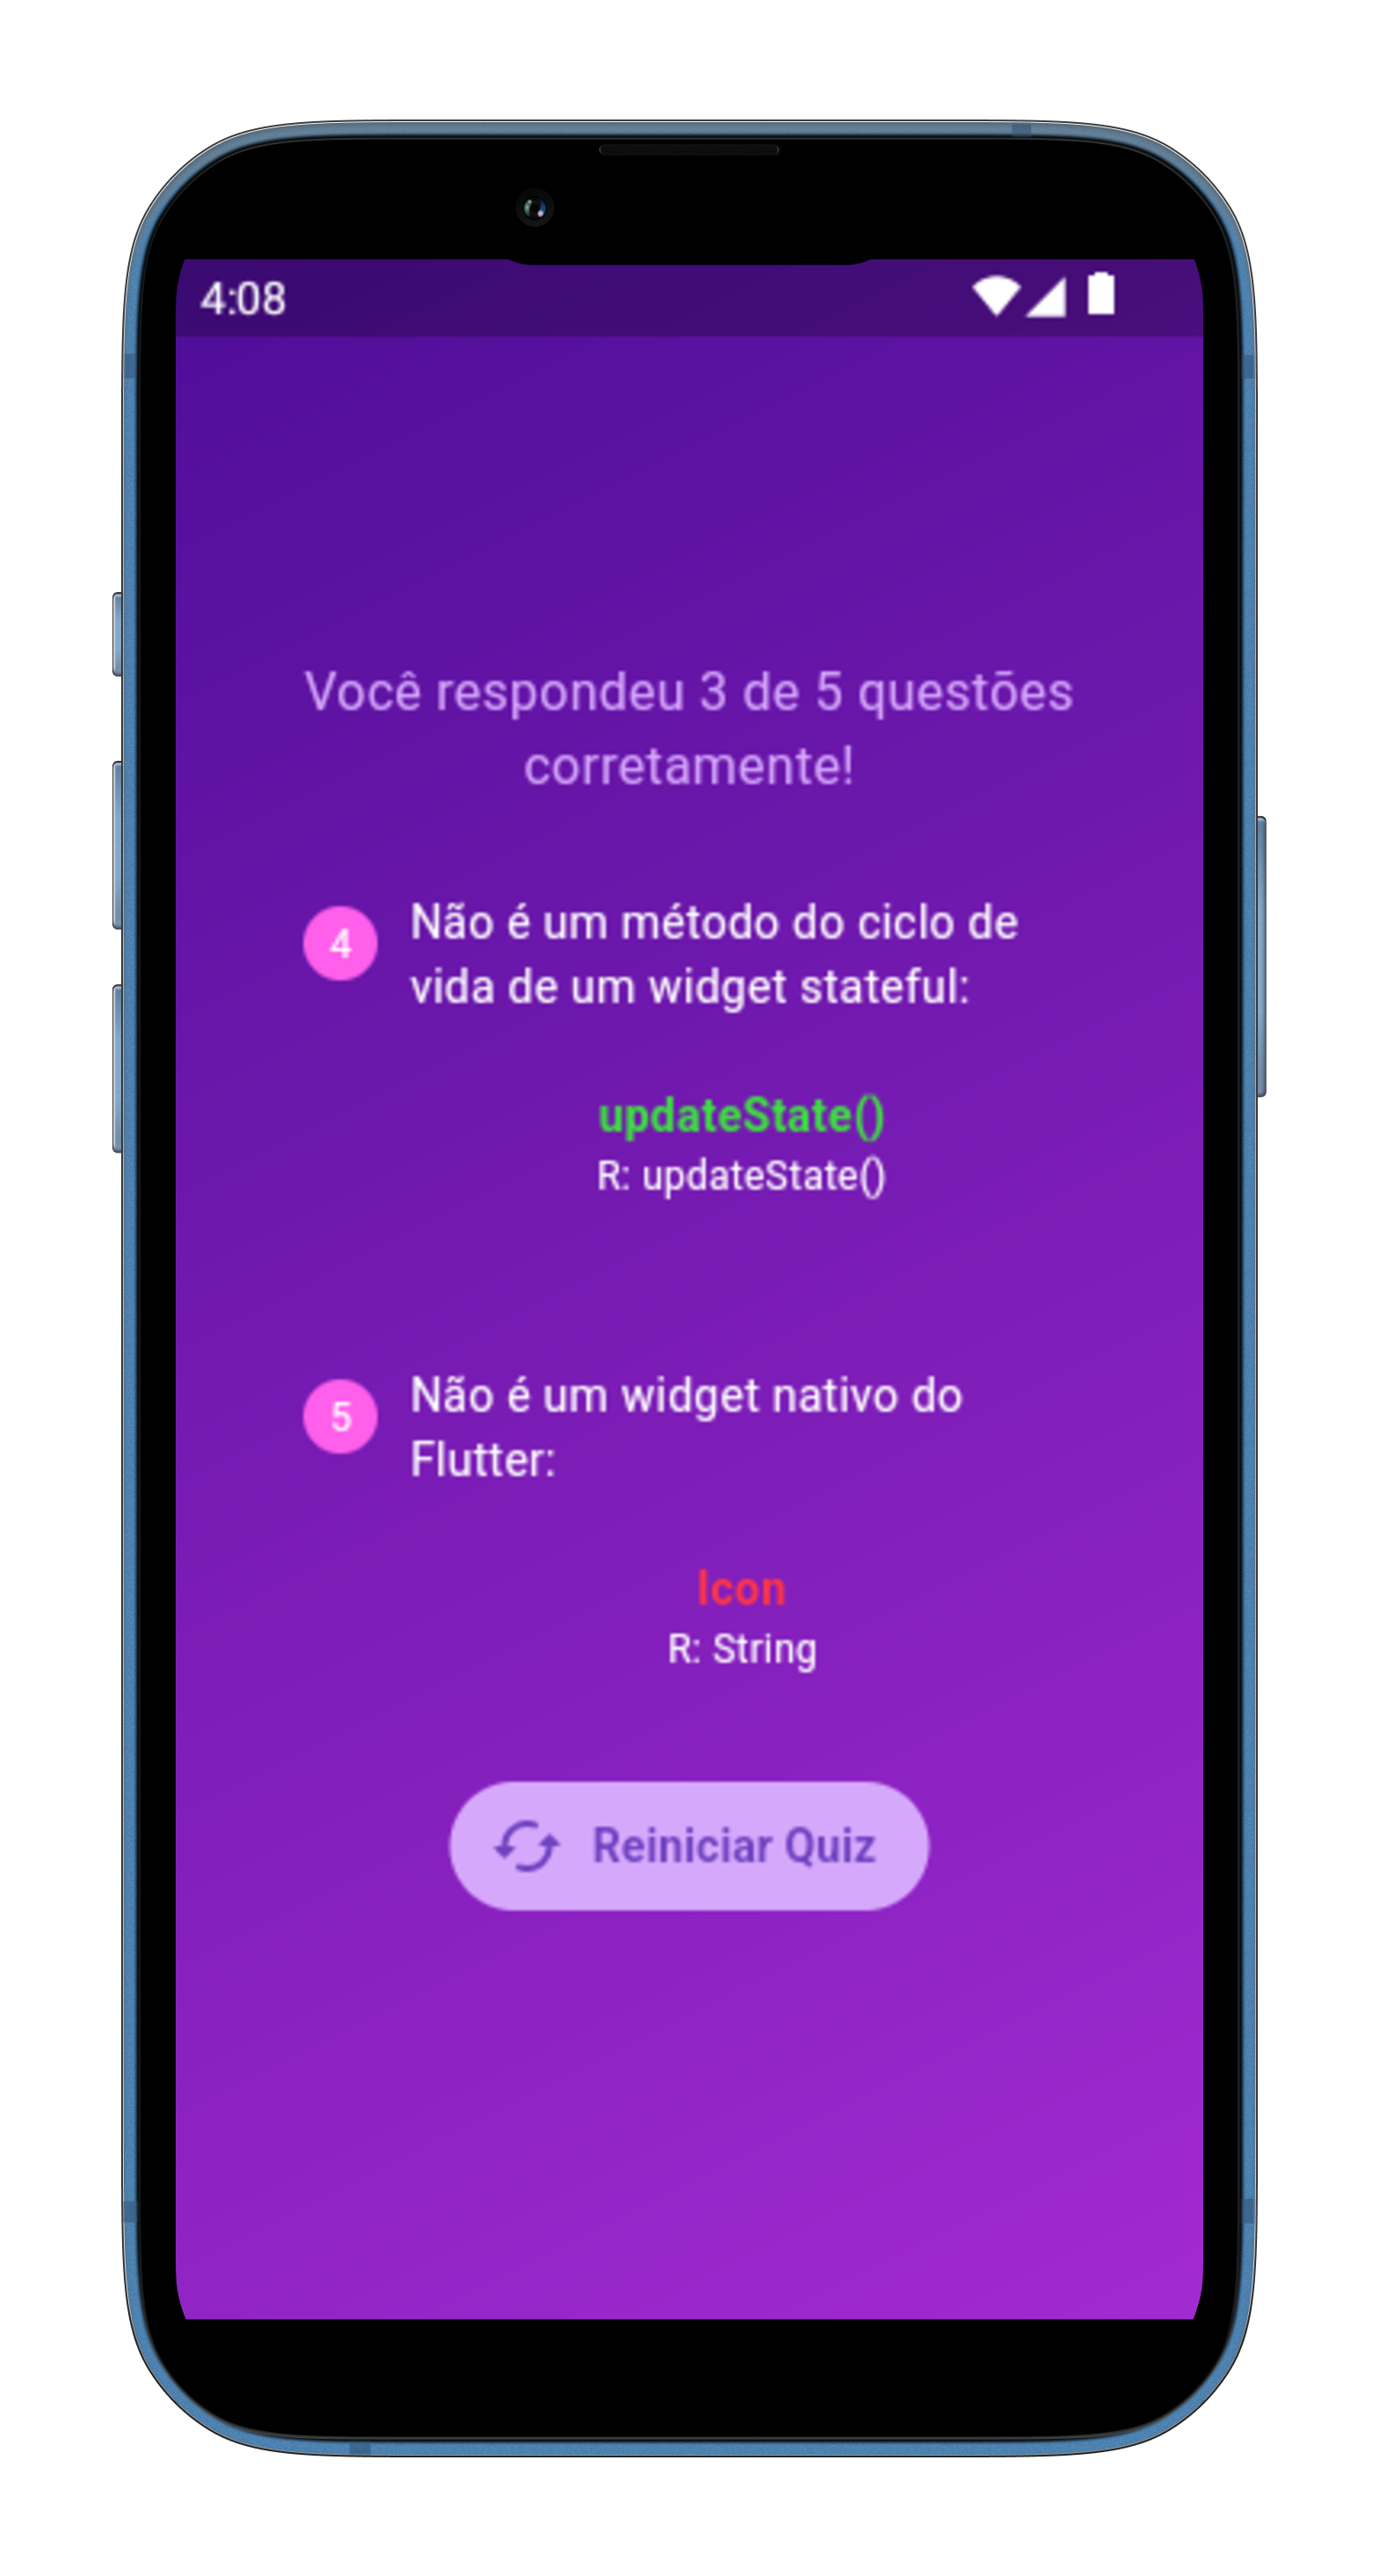 4:08
Você respondeu 3 de 5 questões
corretamente!
4
Não é um método do ciclo de
vida de um widget stateful:
updateState()
R: updateState()
5
Não é um widget nativo do
Flutter:
Icon
R: String
Reiniciar Quiz